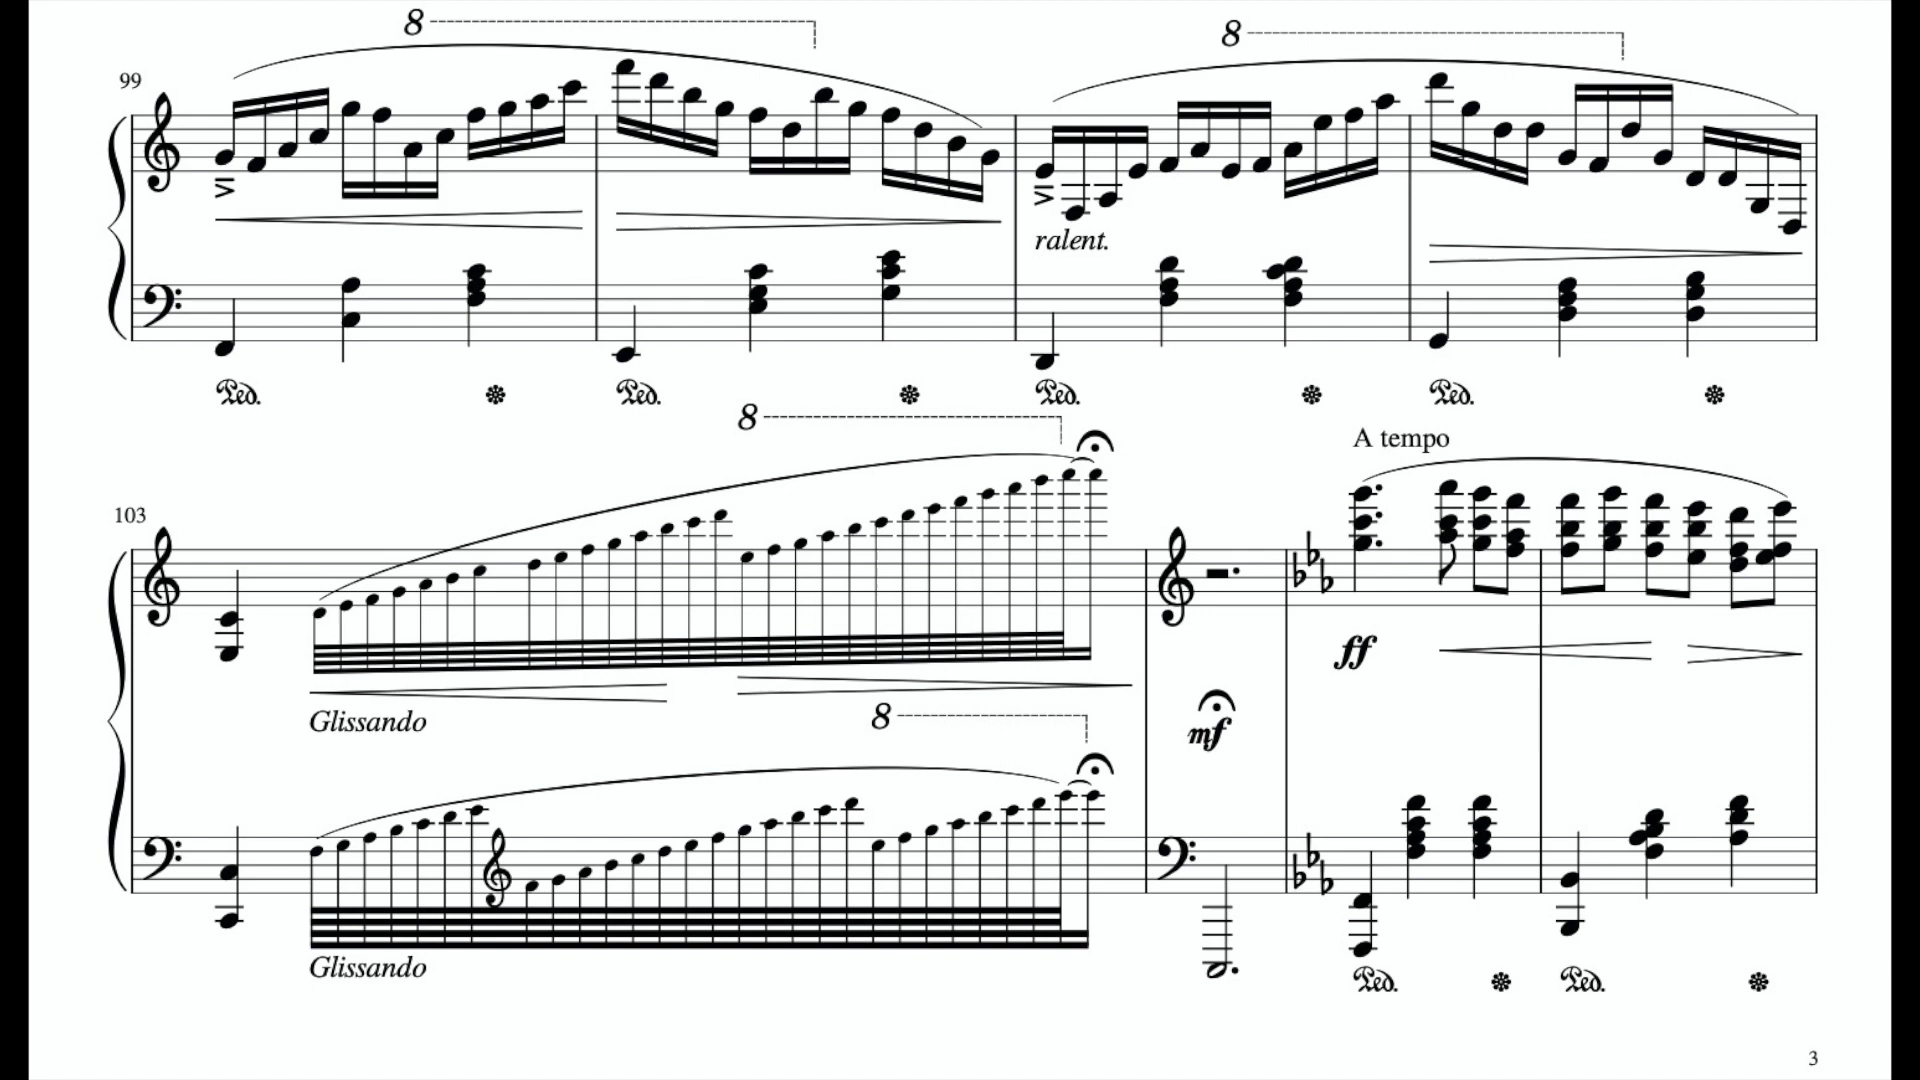 8
8
99
ralent.
Ped.
Ped.
Ped.
Ped.
8
A tempo
103
ff
Glissando
8
mf
Glissando
Ped.
Ped.
3